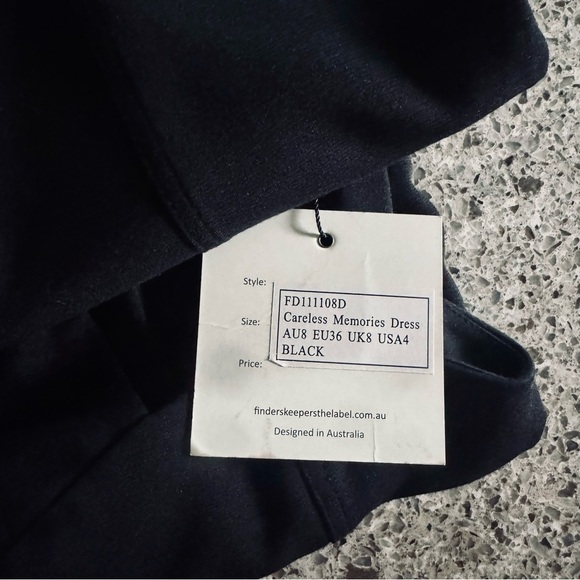 Style:
FD111108D
Careless Memories Dress
Size:
AU8 EU36 UK8 USA4
BLACK
Price:
finderskeepersthelabel.com.au
Designed in Australia